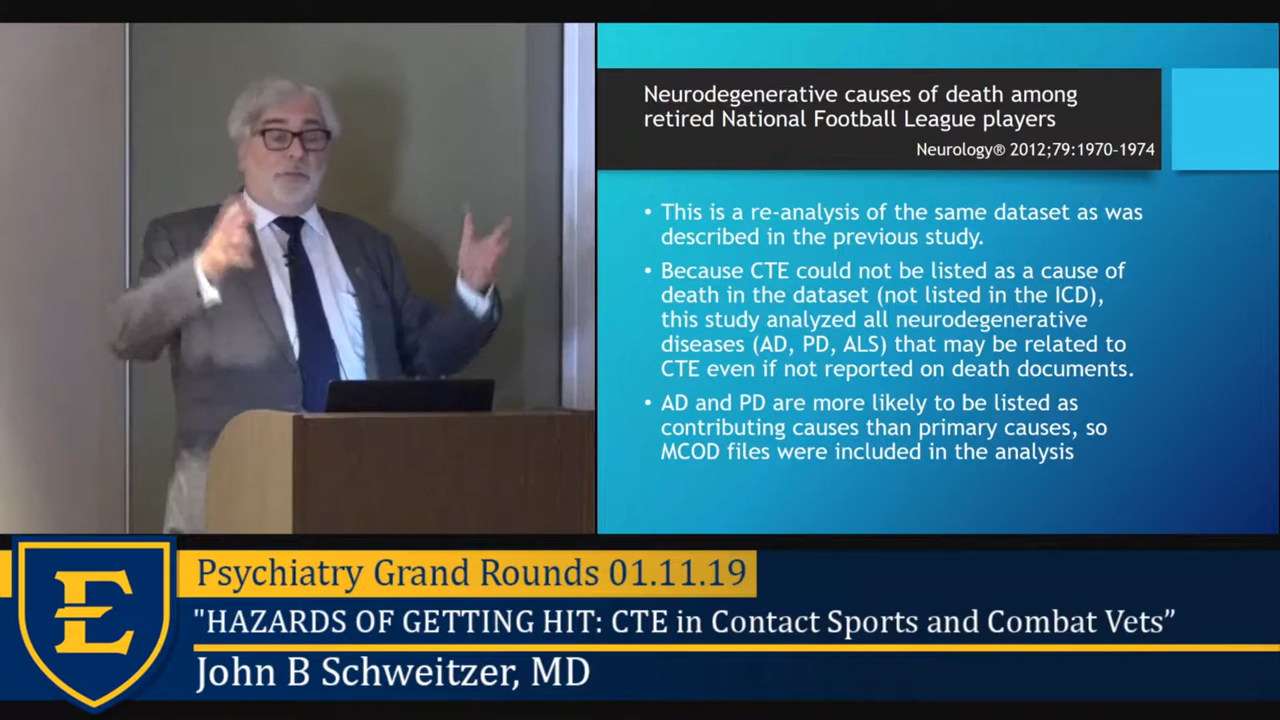 Neurodegenerative causes of death among
retired National Football League players
Neurology® 2012;79:1970-1974
• This is a re-analysis of the same dataset as was
described in the previous study.
• Because CTE could not be listed as a cause of
death in the dataset (not listed in the ICD),
this study analyzed all neurodegenerative
diseases (AD, PD, ALS) that may be related to
CTE even if not reported on death documents.
• AD and PD are more likely to be listed as
contributing causes than primary causes, so
MCOD files were included in the analysis
E
Psychiatry Grand Rounds 01.11.19
"HAZARDS OF GETTING HIT: CTE in Contact Sports and Combat Vets”
John B Schweitzer, MD